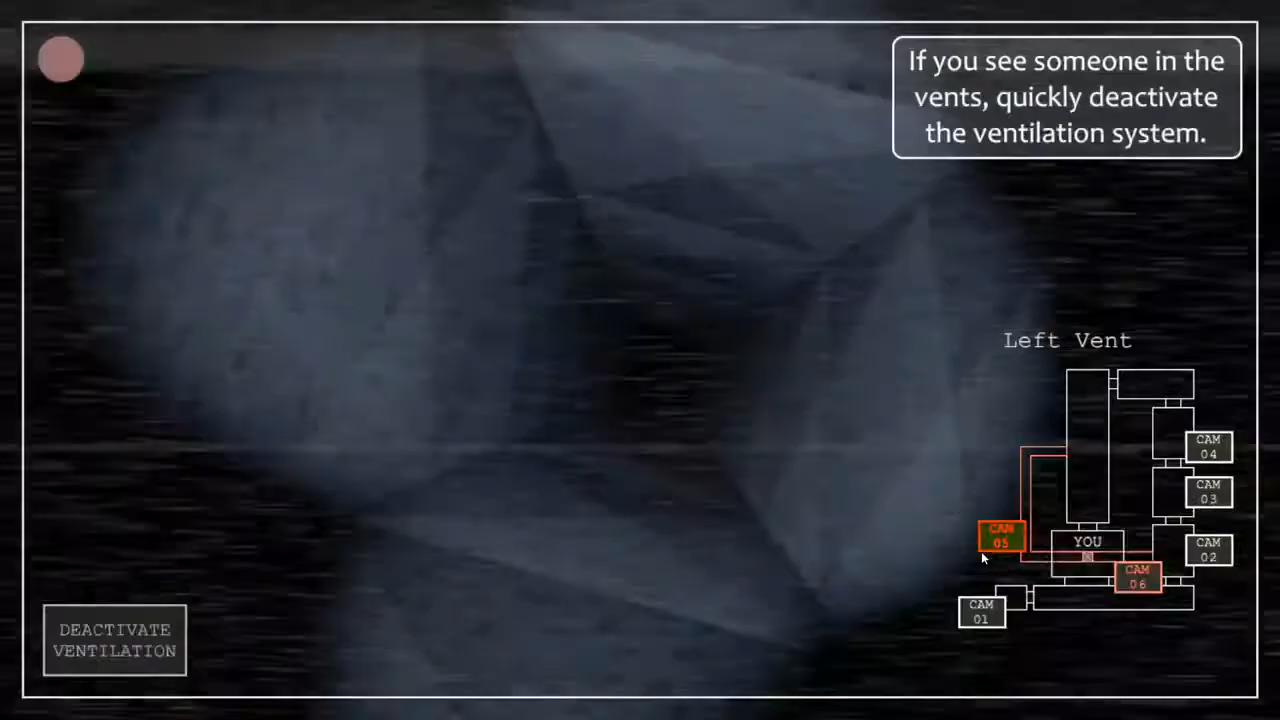 If you see someone in the
vents, quickly deactivate
the ventilation system.
Left Vent
CAM
04
CAM
03
CAM
05
YOU
CAM
02
CAM
06
CAM
01
DEACTIVATE
VENTILATION